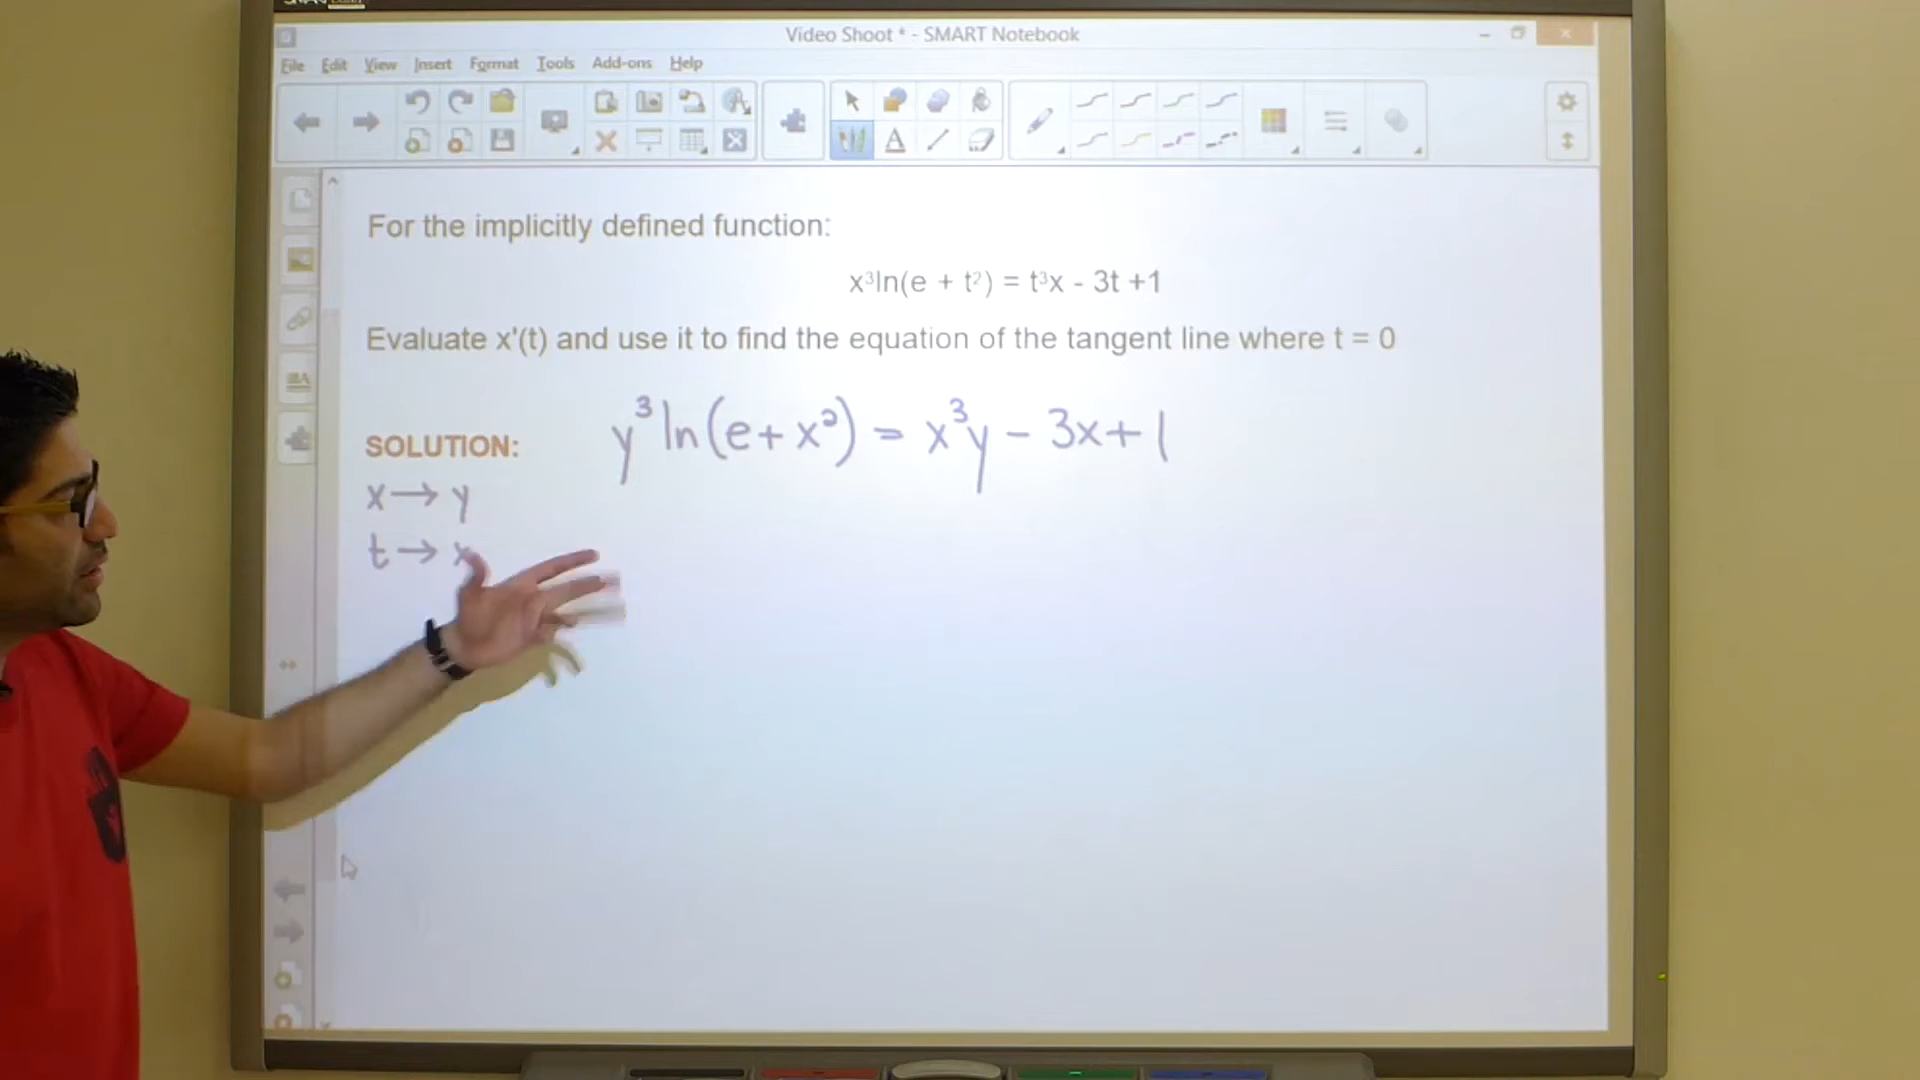 Video Shoot * - SMART Notebook
File Edit View Insert Format Tools Add-ons Help
For the implicitly defined function:
x³ln(e + t²) = t³x - 3t +1
Evaluate x'(t) and use it to find the equation of the tangent line where t = 0
SOLUTION:
y³ ln(e + x²) = x³y - 3x + 1
x → y
t → x